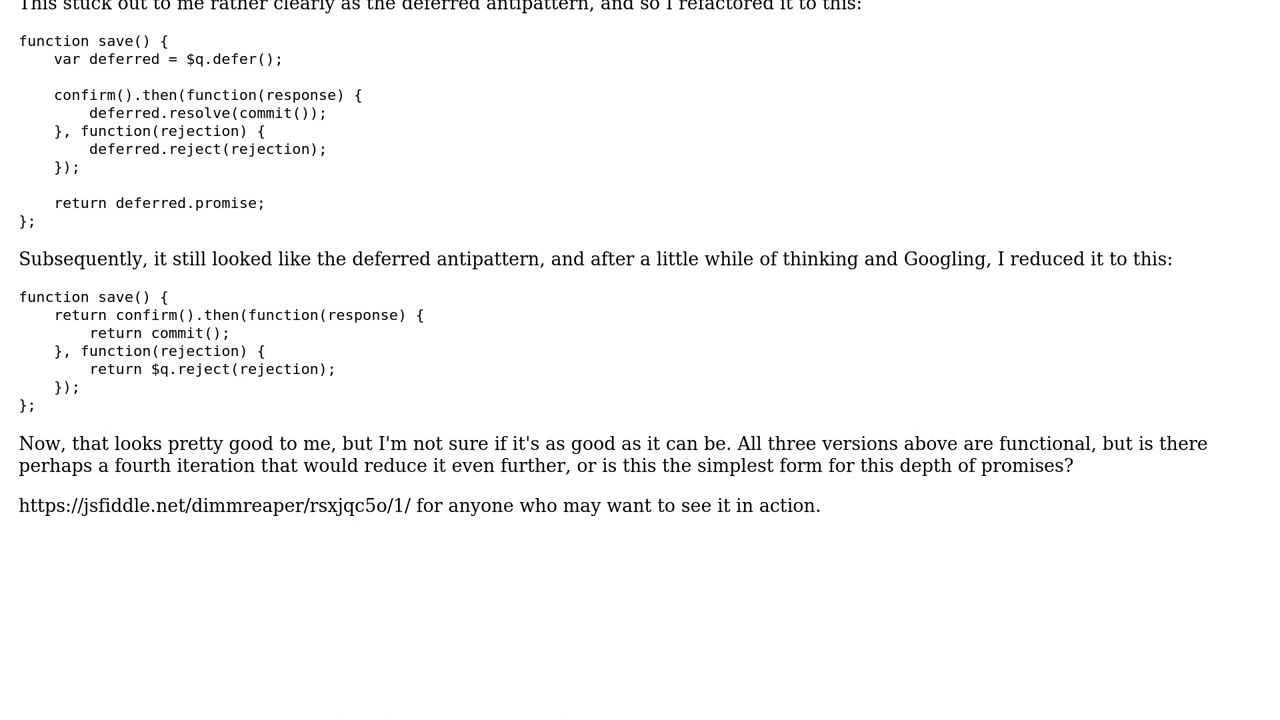 This stuck out to me rather clearly as the deferred antipattern, and so I refactored it to this:
function save() {
    var deferred = $q.defer();

    confirm().then(function(response) {
        deferred.resolve(commit());
    }, function(rejection) {
        deferred.reject(rejection);
    });

    return deferred.promise;
};
Subsequently, it still looked like the deferred antipattern, and after a little while of thinking and Googling, I reduced it to this:
function save() {
    return confirm().then(function(response) {
        return commit();
    }, function(rejection) {
        return $q.reject(rejection);
    });
};
Now, that looks pretty good to me, but I'm not sure if it's as good as it can be. All three versions above are functional, but is there
perhaps a fourth iteration that would reduce it even further, or is this the simplest form for this depth of promises?
https://jsfiddle.net/dimmreaper/rsxjqc5o/1/ for anyone who may want to see it in action.